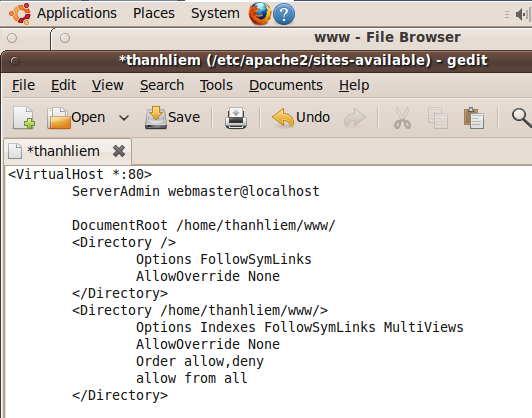 Applications Places System
www - File Browser
*thanhliem (/etc/apache2/sites-available) - gedit
File Edit View Search Tools Documents Help
Open Save Undo
*thanhliem
<VirtualHost *:80>
ServerAdmin webmaster@localhost
DocumentRoot /home/thanhliem/www/
<Directory />
Options FollowSymLinks
AllowOverride None
</Directory>
<Directory /home/thanhliem/www/>
Options Indexes FollowSymLinks MultiViews
AllowOverride None
Order allow,deny
allow from all
</Directory>